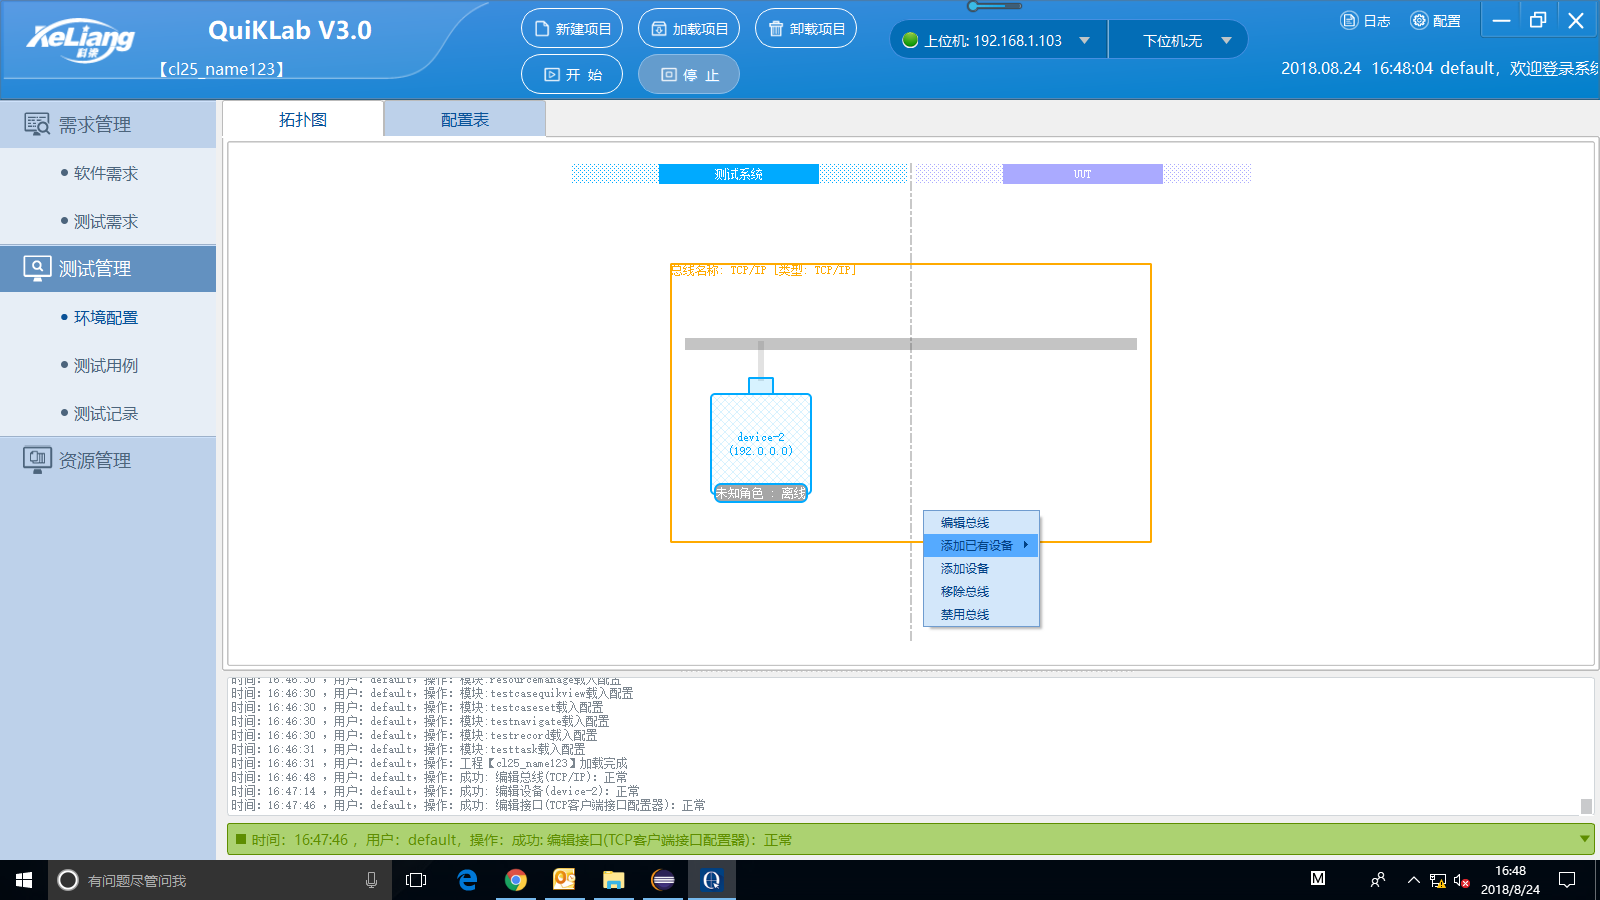 KeLiang
科梁
QuiKLab V3.0
【cl25_name123】
新建项目
加载项目
卸载项目
开 始
停 止
上位机: 192.168.1.103
下位机:无
日志
配置
2018.08.24 16:48:04 default，欢迎登录系统
需求管理
软件需求
测试需求
测试管理
环境配置
测试用例
测试记录
资源管理
拓扑图
配置表
测试系统
UUT
总线名称: TCP/IP [类型: TCP/IP]
device-2
(192.0.0.0)
未知角色 : 离线
编辑总线
添加已有设备
添加设备
移除总线
禁用总线
时间: 16:46:30 , 用户: default, 操作: 模块:resourcemanage载入配置
时间: 16:46:30 , 用户: default, 操作: 模块:testcasequikview载入配置
时间: 16:46:30 , 用户: default, 操作: 模块:testcaseset载入配置
时间: 16:46:30 , 用户: default, 操作: 模块:testnavigate载入配置
时间: 16:46:30 , 用户: default, 操作: 模块:testrecord载入配置
时间: 16:46:31 , 用户: default, 操作: 模块:testtask载入配置
时间: 16:46:31 , 用户: default, 操作: 工程【cl25_name123】加载完成
时间: 16:46:48 , 用户: default, 操作: 成功: 编辑总线(TCP/IP): 正常
时间: 16:47:14 , 用户: default, 操作: 成功: 编辑设备(device-2): 正常
时间: 16:47:46 , 用户: default, 操作: 成功: 编辑接口(TCP客户端接口配置器): 正常
时间: 16:47:46 , 用户: default, 操作: 成功: 编辑接口(TCP客户端接口配置器): 正常
有问题尽管问我
M
16:48
2018/8/24